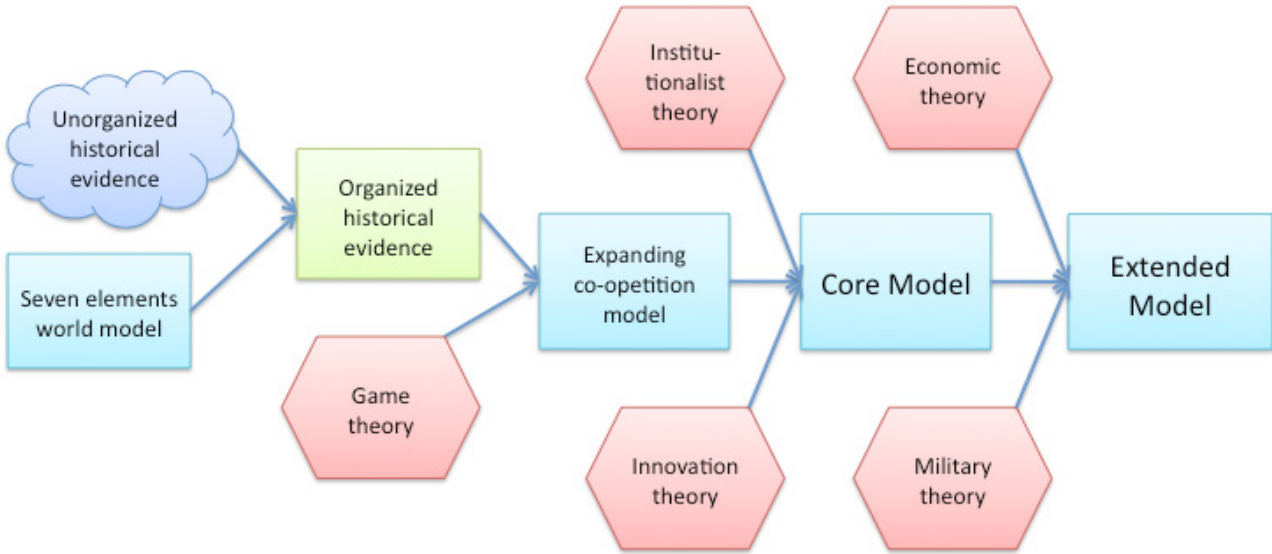 Unorganized
historical
evidence
Seven elements
world model
Organized
historical
evidence
Game
theory
Expanding
co-opetition
model
Institu-
tionalist
theory
Innovation
theory
Core Model
Economic
theory
Military
theory
Extended
Model